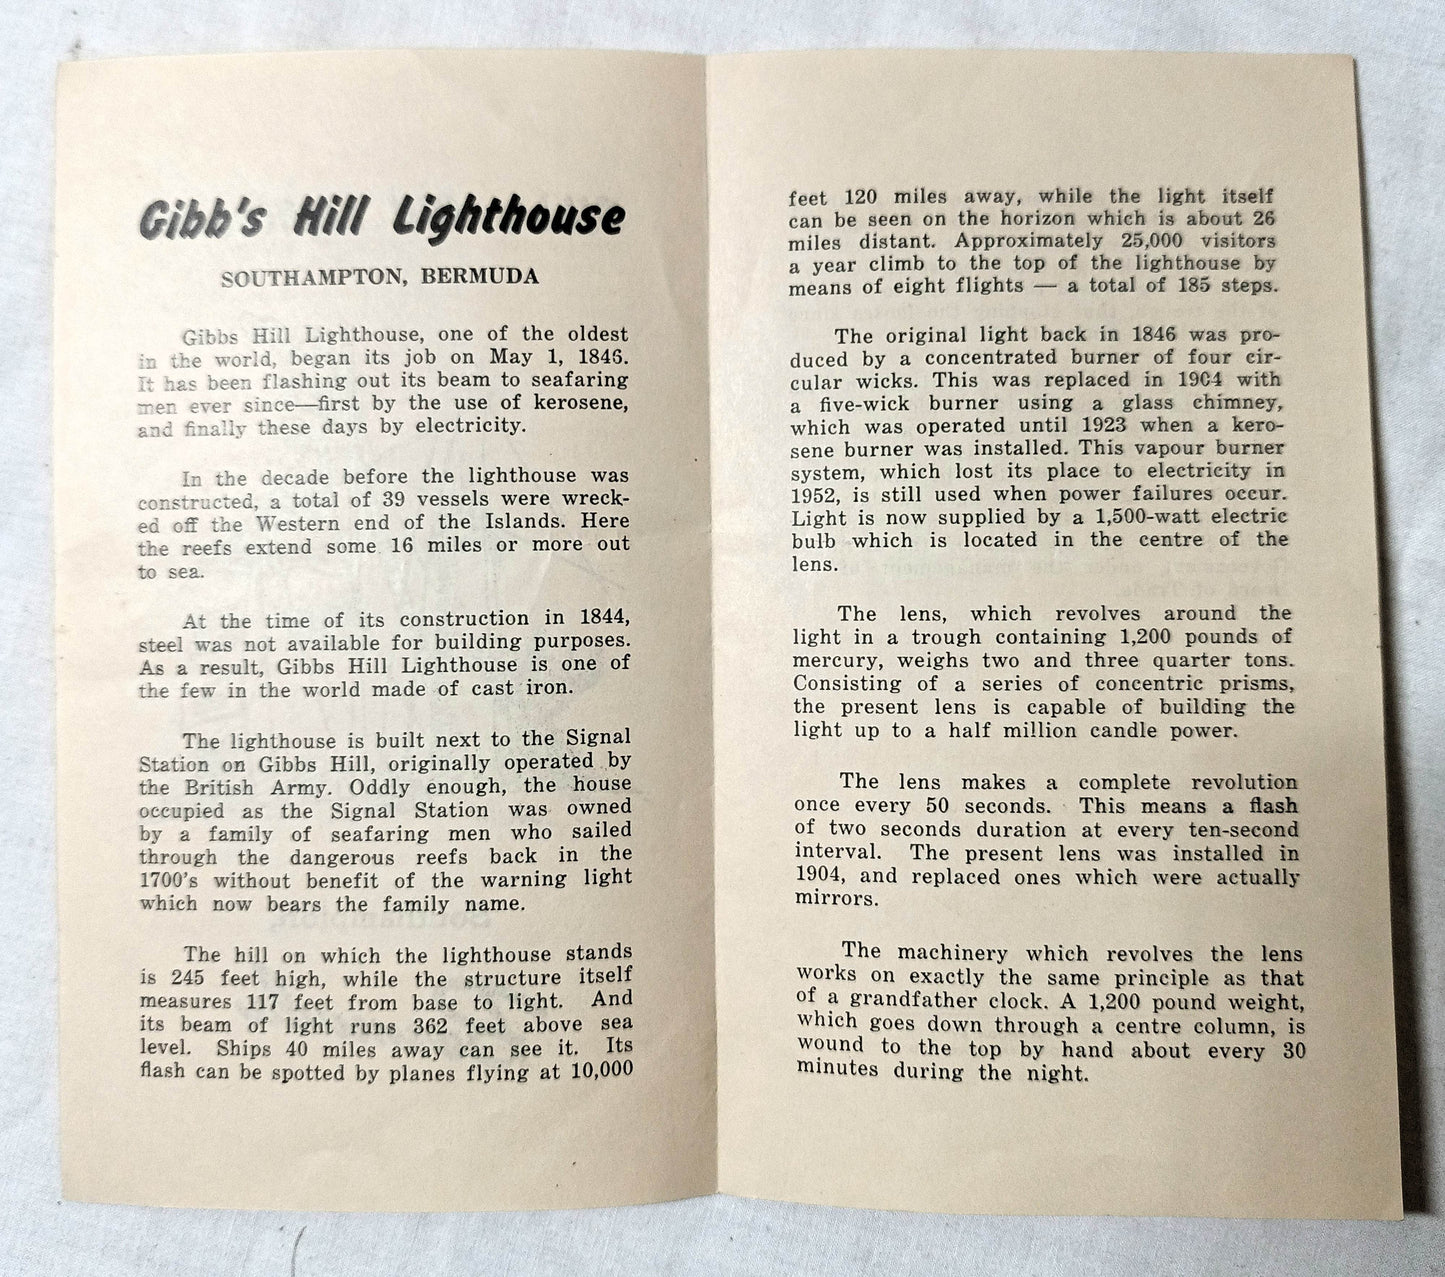 Gibb's Hill Lighthouse
SOUTHAMPTON, BERMUDA
Gibbs Hill Lighthouse, one of the oldest
in the world, began its job on May 1, 1846.
It has been flashing out its beam to seafaring
men ever since—first by the use of kerosene,
and finally these days by electricity.
In the decade before the lighthouse was
constructed, a total of 39 vessels were wreck-
ed off the Western end of the Islands. Here
the reefs extend some 16 miles or more out
to sea.
At the time of its construction in 1844,
steel was not available for building purposes.
As a result, Gibbs Hill Lighthouse is one of
the few in the world made of cast iron.
The lighthouse is built next to the Signal
Station on Gibbs Hill, originally operated by
the British Army. Oddly enough, the house
occupied as the Signal Station was owned
by a family of seafaring men who sailed
through the dangerous reefs back in the
1700's without benefit of the warning light
which now bears the family name.
The hill on which the lighthouse stands
is 245 feet high, while the structure itself
measures 117 feet from base to light. And
its beam of light runs 362 feet above sea
level. Ships 40 miles away can see it. Its
flash can be spotted by planes flying at 10,000
feet 120 miles away, while the light itself
can be seen on the horizon which is about 26
miles distant. Approximately 25,000 visitors
a year climb to the top of the lighthouse by
means of eight flights — a total of 185 steps.
The original light back in 1846 was pro-
duced by a concentrated burner of four cir-
cular wicks. This was replaced in 1904 with
a five-wick burner using a glass chimney,
which was operated until 1923 when a kero-
sene burner was installed. This vapour burner
system, which lost its place to electricity in
1952, is still used when power failures occur.
Light is now supplied by a 1,500-watt electric
bulb which is located in the centre of the
lens.
The lens, which revolves around the
light in a trough containing 1,200 pounds of
mercury, weighs two and three quarter tons.
Consisting of a series of concentric prisms,
the present lens is capable of building the
light up to a half million candle power.
The lens makes a complete revolution
once every 50 seconds. This means a flash
of two seconds duration at every ten-second
interval. The present lens was installed in
1904, and replaced ones which were actually
mirrors.
The machinery which revolves the lens
works on exactly the same principle as that
of a grandfather clock. A 1,200 pound weight,
which goes down through a centre column, is
wound to the top by hand about every 30
minutes during the night.